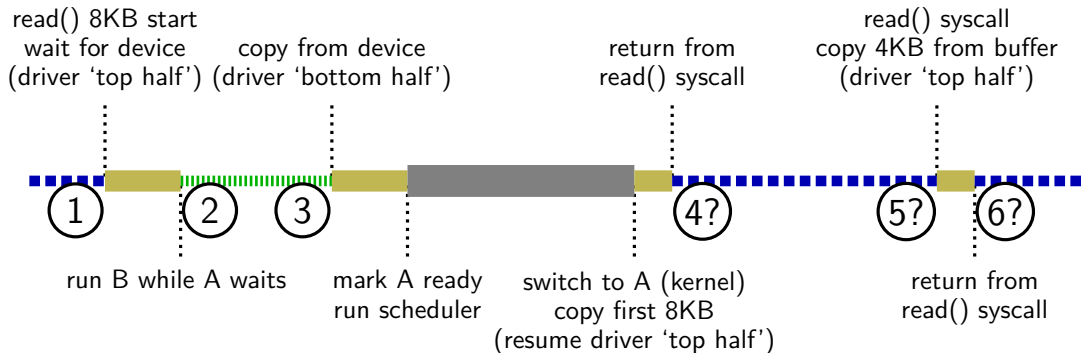 read() 8KB start
wait for device
(driver ‘top half’)
copy from device
(driver ‘bottom half’)
return from
read() syscall
read() syscall
copy 4KB from buffer
(driver ‘top half’)
1
2
3
4?
5?
6?
run B while A waits
mark A ready
run scheduler
switch to A (kernel)
copy first 8KB
(resume driver ‘top half’)
return from
read() syscall